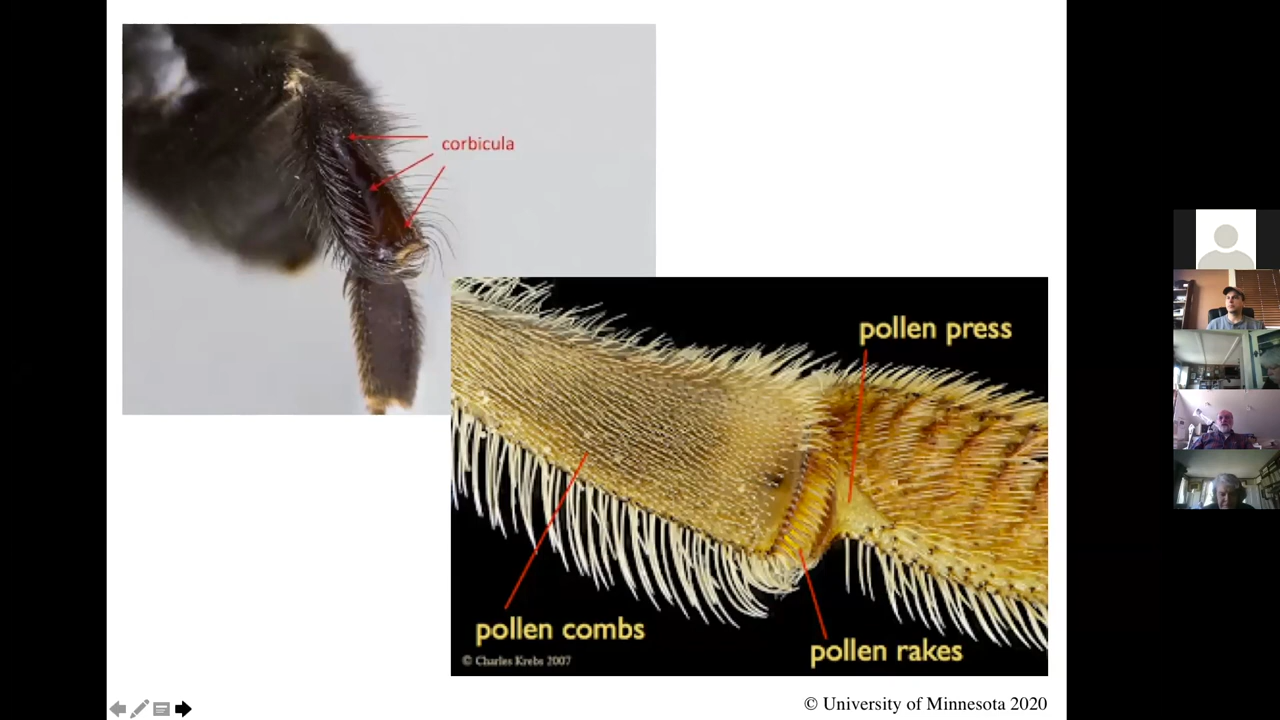 corbicula
pollen press
pollen combs
pollen rakes
© Charles Krebs 2007
© University of Minnesota 2020